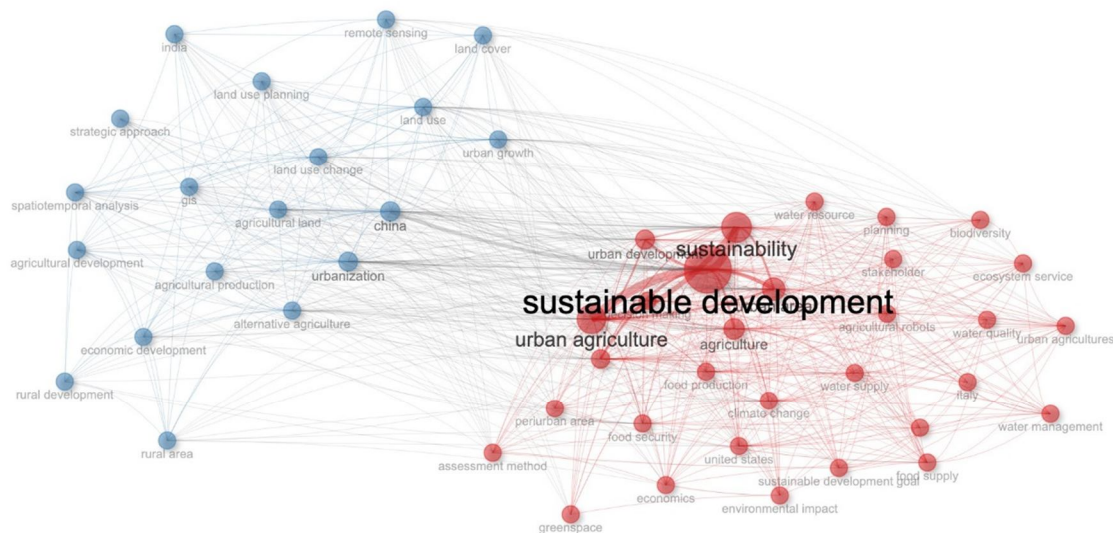 india
remote sensing
land cover
land use planning
land use
strategic approach
urban growth
land use change
spatiotemporal analysis
gis
agricultural land
china
agricultural development
agricultural production
urbanization
alternative agriculture
economic development
rural development
rural area
water resource
planning
biodiversity
urban development
sustainability
stakeholder
ecosystem service
sustainable development
agricultural robots
water quality
urban agricultures
urban agriculture
agriculture
food production
water supply
italy
climate change
periurban area
food security
water management
assessment method
united states
sustainable development goal
food supply
economics
environmental impact
greenspace